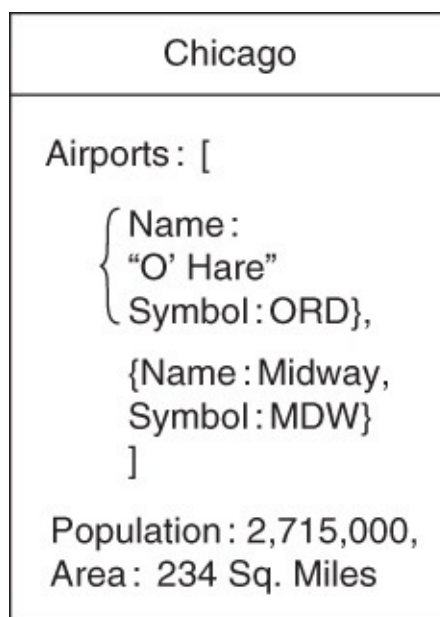 Chicago
Airports: [
{ Name:
“O’ Hare”
Symbol:ORD},
{Name:Midway,
Symbol:MDW}
]
Population: 2,715,000,
Area: 234 Sq. Miles